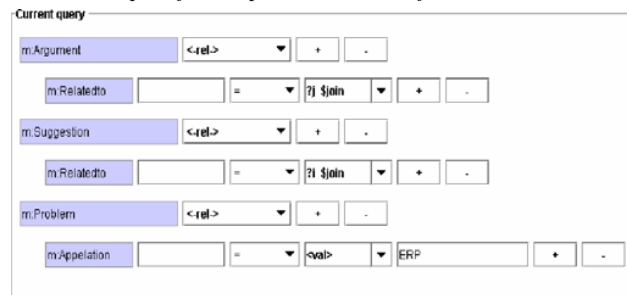 Current query
m:Argument <-rel-> + -
m:Relatedto = ?j $join + -
m:Suggestion <-rel-> + -
m:Relatedto = ?i $join + -
m:Problem <-rel-> + -
m:Appelation = <val> ERP + -